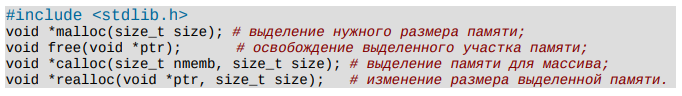 #include <stdlib.h>
void *malloc(size_t size); # выделение нужного размера памяти;
void free(void *ptr); # освобождение выделенного участка памяти;
void *calloc(size_t nmemb, size_t size); # выделение памяти для массива;
void *realloc(void *ptr, size_t size); # изменение размера выделенной памяти.